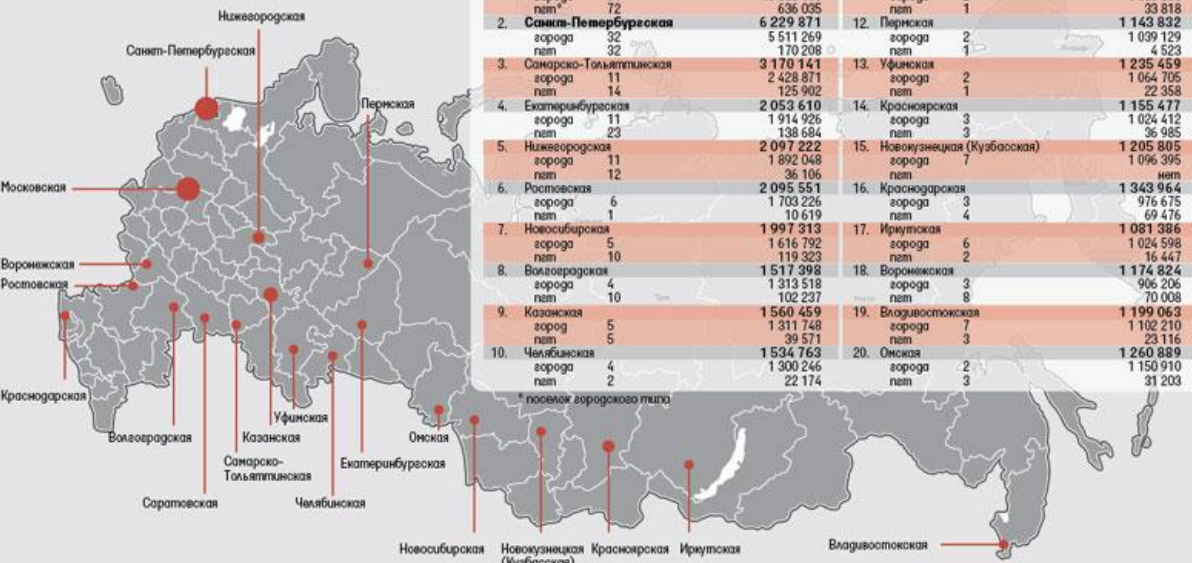 Нижегородская
Санкт-Петербургская
Пермская
Московская
Воронежская
Ростовская
Краснодарская
Волгоградская
Уфимская
Казанская
Самарско-
Тольяттинская
Саратовская
Челябинская
Екатеринбургская
Омская
Новосибирская
Новокузнецкая
(Кузбасская)
Красноярская
Иркутская
Владивостокская
пгт* 72 636 035
2. Санкт-Петербургская 6 229 871
города 32 5 511 269
пгт 32 170 208
3. Самарско-Тольяттинская 3 170 141
города 11 2 428 871
пгт 14 125 902
4. Екатеринбургская 2 053 610
города 11 1 914 926
пгт 23 138 684
5. Нижегородская 2 097 222
города 11 1 892 048
пгт 12 36 106
6. Ростовская 2 095 551
города 6 1 703 226
пгт 1 10 619
7. Новосибирская 1 997 313
города 5 1 616 792
пгт 10 119 323
8. Волгоградская 1 517 398
города 4 1 313 518
пгт 10 102 237
9. Казанская 1 560 459
город 5 1 311 748
пгт 5 39 571
10. Челябинская 1 534 763
города 4 1 300 246
пгт 2 22 174
* поселок городского типа
пгт 1 33 818
12. Пермская 1 143 832
города 2 1 039 129
пгт 1 4 523
13. Уфимская 1 235 459
города 2 1 064 705
пгт 1 22 358
14. Красноярская 1 155 477
города 3 1 024 412
пгт 3 36 985
15. Новокузнецкая (Кузбасская) 1 205 805
города 7 1 096 395
пгт нет
16. Краснодарская 1 343 964
города 3 976 675
пгт 4 69 476
17. Иркутская 1 081 386
города 6 1 024 598
пгт 2 16 447
18. Воронежская 1 174 824
города 3 906 206
пгт 8 70 008
19. Владивостокская 1 199 063
города 7 1 102 210
пгт 3 23 116
20. Омская 1 260 889
города 2 1 150 910
пгт 3 31 203